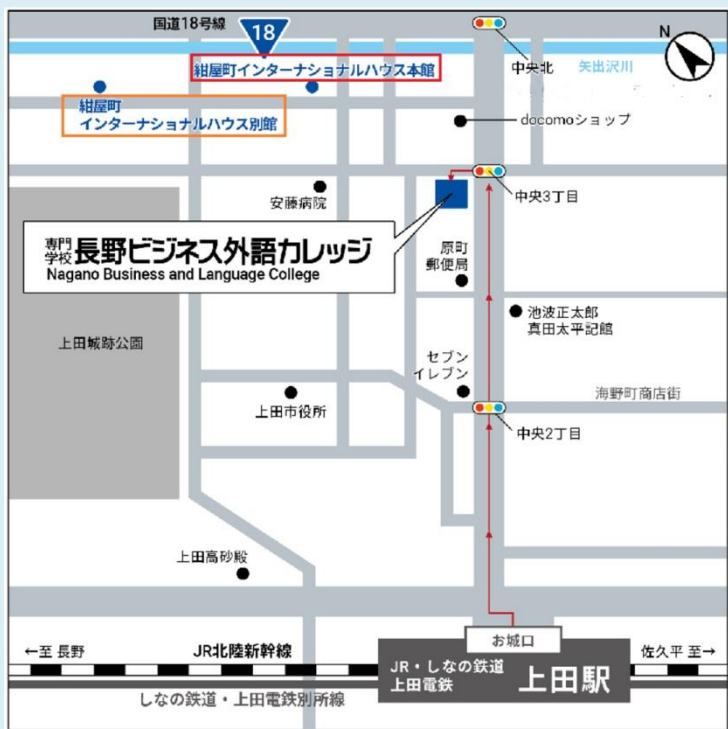 国道18号線
18
N
紺屋町インターナショナルハウス本館
中央北
矢出沢川
紺屋町
インターナショナルハウス別館
docomoショップ
安藤病院
中央3丁目
専門
学校
長野ビジネス外語カレッジ
Nagano Business and Language College
原町
郵便局
池波正太郎
真田太平記館
上田城跡公園
セブン
イレブン
上田市役所
海野町商店街
中央2丁目
上田高砂殿
お城口
←至 長野
JR北陸新幹線
佐久平 至→
JR・しなの鉄道
上田電鉄
上田駅
しなの鉄道・上田電鉄別所線